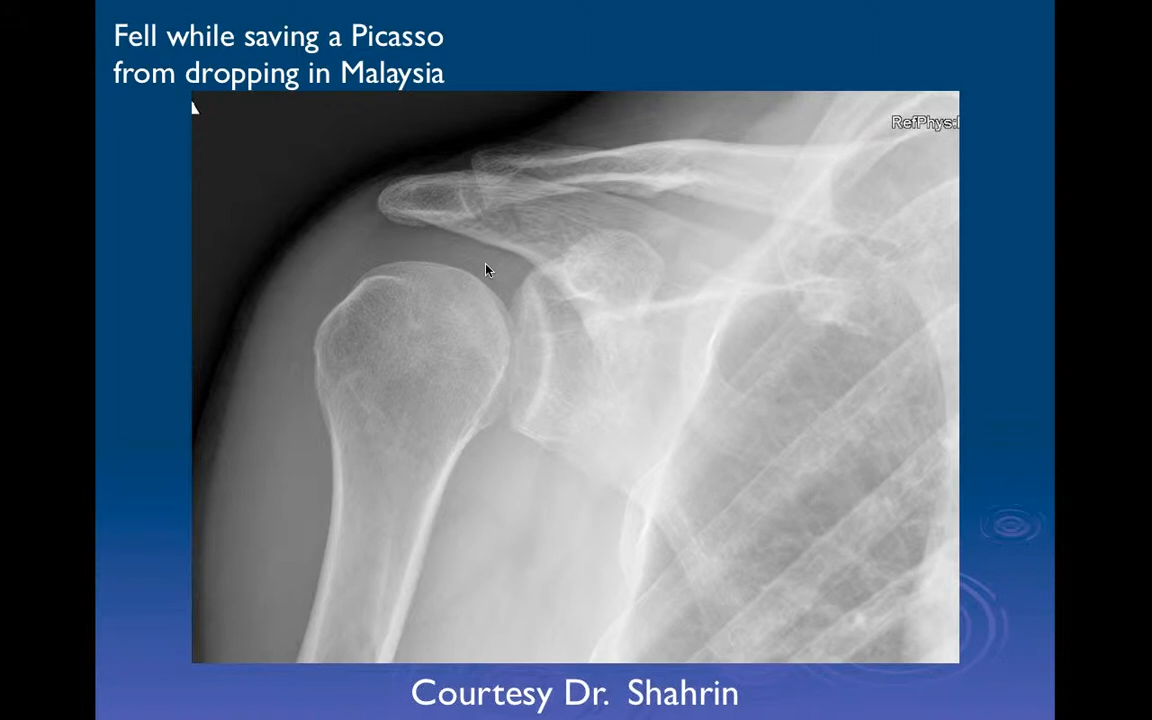 Fell while saving a Picasso
from dropping in Malaysia
RefPhys:
Courtesy Dr. Shahrin